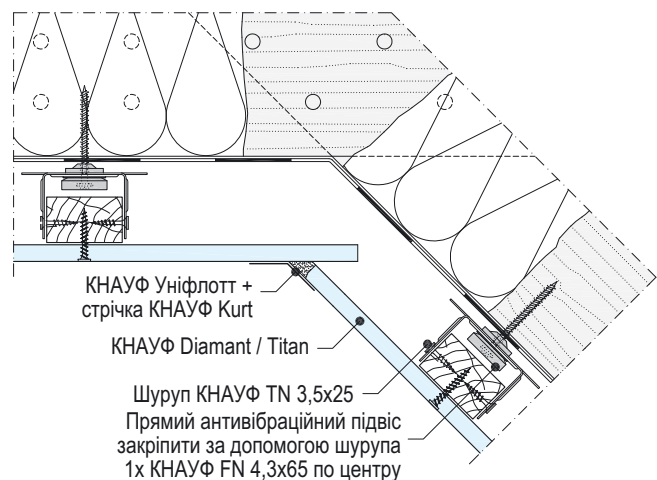 КНАУФ Уніфлотт +
стрічка КНАУФ Kurt
КНАУФ Diamant / Titan
Шуруп КНАУФ TN 3,5x25
Прямий антивібраційний підвіс
закріпити за допомогою шурупа
1x КНАУФ FN 4,3x65 по центру